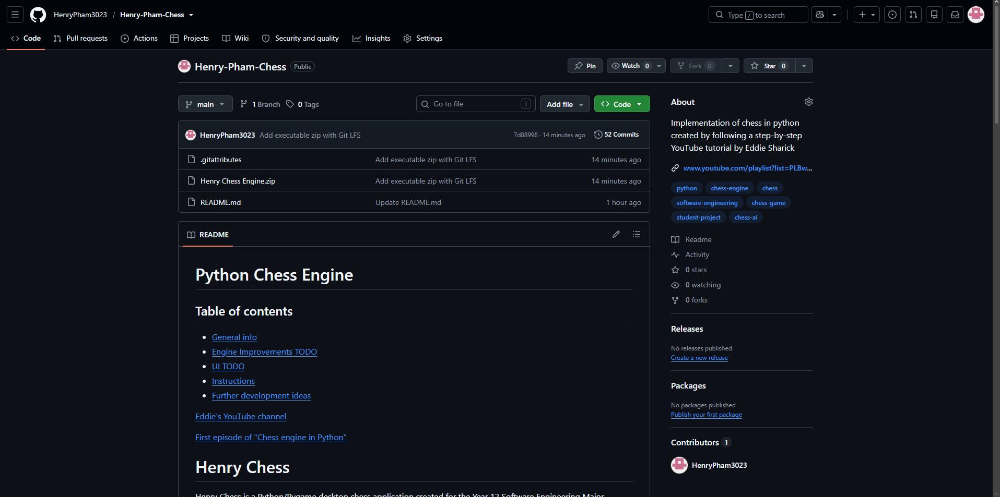 HenryPham3023 / Henry-Pham-Chess
Type / to search
Code Pull requests Actions Projects Wiki Security and quality Insights Settings
Henry-Pham-Chess Public
Pin Watch 0 Fork 0 Star 0
main 1 Branch 0 Tags Go to file T Add file Code
HenryPham3023 Add executable zip with Git LFS 7d88998 · 14 minutes ago 52 Commits
.gitattributes Add executable zip with Git LFS 14 minutes ago
Henry Chess Engine.zip Add executable zip with Git LFS 14 minutes ago
README.md Update README.md 1 hour ago
README
Python Chess Engine
Table of contents
General info
Engine Improvements TODO
UI TODO
Instructions
Further development ideas
Eddie's YouTube channel
First episode of "Chess engine in Python"
Henry Chess
Henry Chess is a Python/Pygame desktop chess application created for the Year 12 Software Engineering Major
About
Implementation of chess in python
created by following a step-by-step
YouTube tutorial by Eddie Sharick
www.youtube.com/playlist?list=PLBw...
python chess-engine chess
software-engineering chess-game
student-project chess-ai
Readme
Activity
0 stars
0 watching
0 forks
Releases
No releases published
Create a new release
Packages
No packages published
Publish your first package
Contributors 1
HenryPham3023